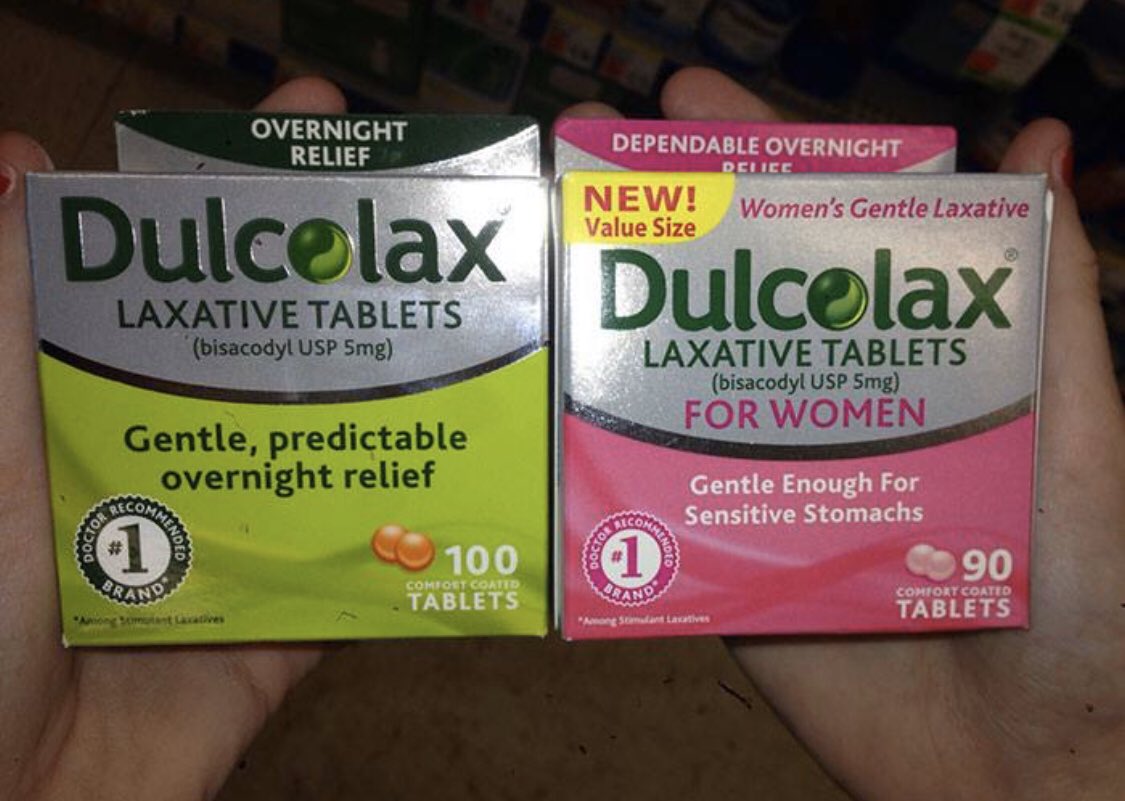 OVERNIGHT
RELIEF
Dulcolax®
LAXATIVE TABLETS
(bisacodyl USP 5mg)
Gentle, predictable
overnight relief
DOCTOR RECOMMENDED
#1
BRAND*
100
COMFORT COATED
TABLETS
*Among Stimulant Laxatives
DEPENDABLE OVERNIGHT
RELIEF
NEW!
Value Size
Women's Gentle Laxative
Dulcolax®
LAXATIVE TABLETS
(bisacodyl USP 5mg)
FOR WOMEN
Gentle Enough For
Sensitive Stomachs
DOCTOR RECOMMENDED
#1
BRAND*
90
COMFORT COATED
TABLETS
*Among Stimulant Laxatives